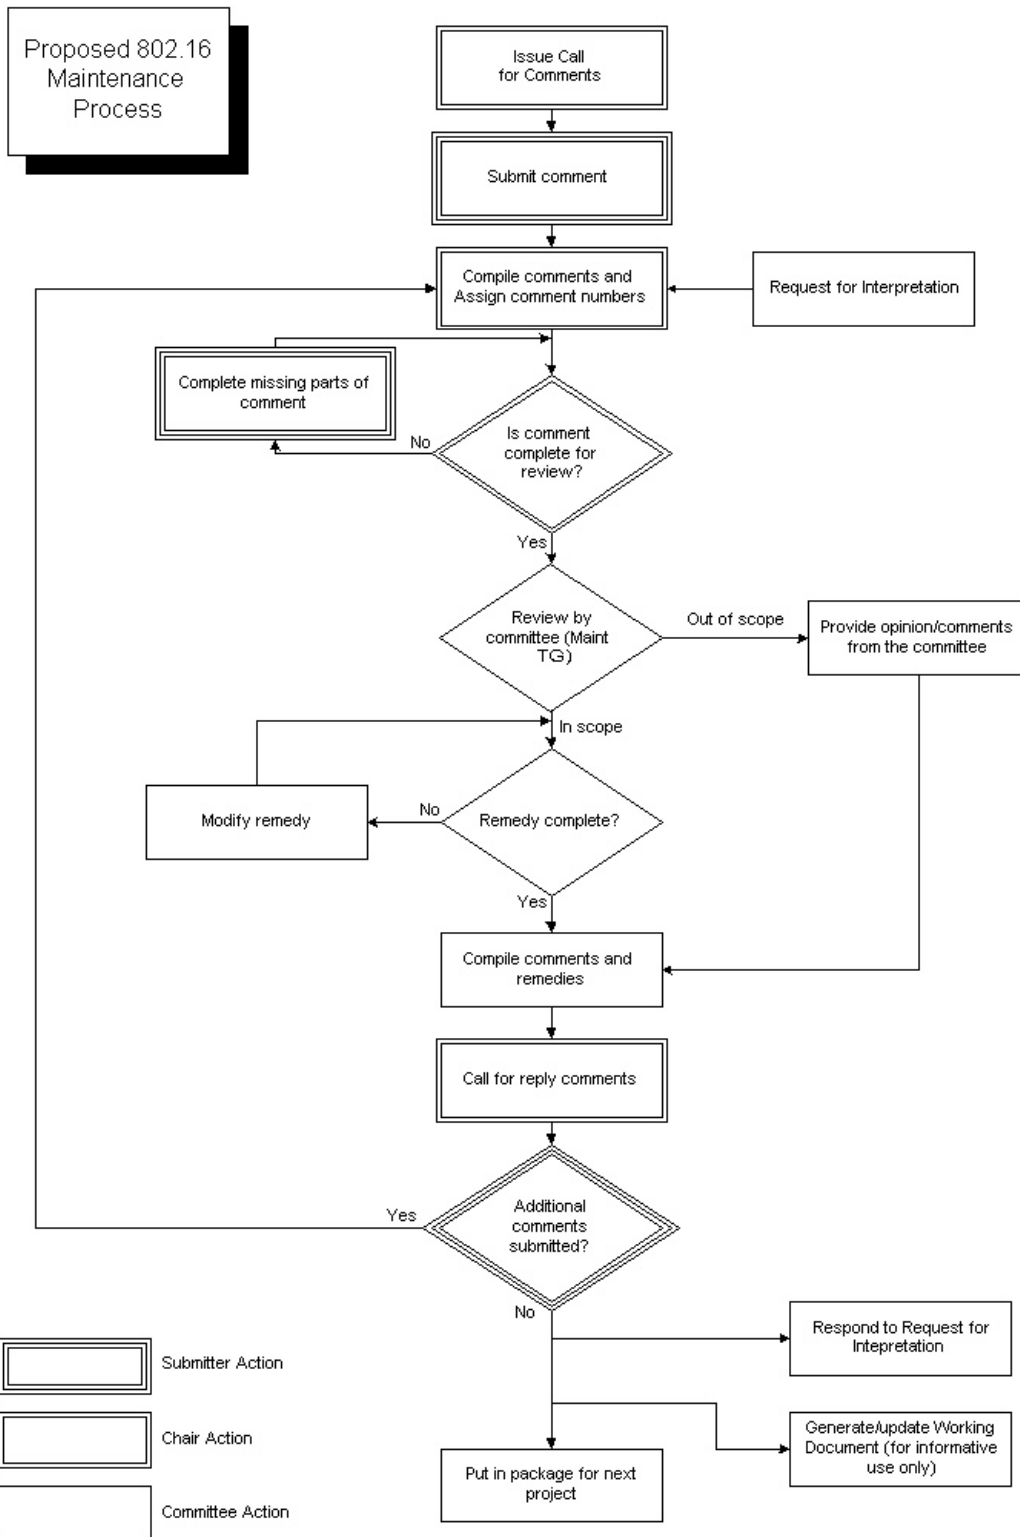 Proposed 802.16
Maintenance
Process
Issue Call
for Comments
Submit comment
Compile comments and
Assign comment numbers
Request for Interpretation
Complete missing parts of
comment
No
Is comment
complete for
review?
Yes
Review by
committee (Maint
TG)
Out of scope
Provide opinion/comments
from the committee
In scope
Modify remedy
No
Remedy complete?
Yes
Compile comments and
remedies
Call for reply comments
Yes
Additional
comments
submitted?
No
Respond to Request for
Intepretation
Submitter Action
Generate/update Working
Document (for informative
use only)
Chair Action
Put in package for next
project
Committee Action